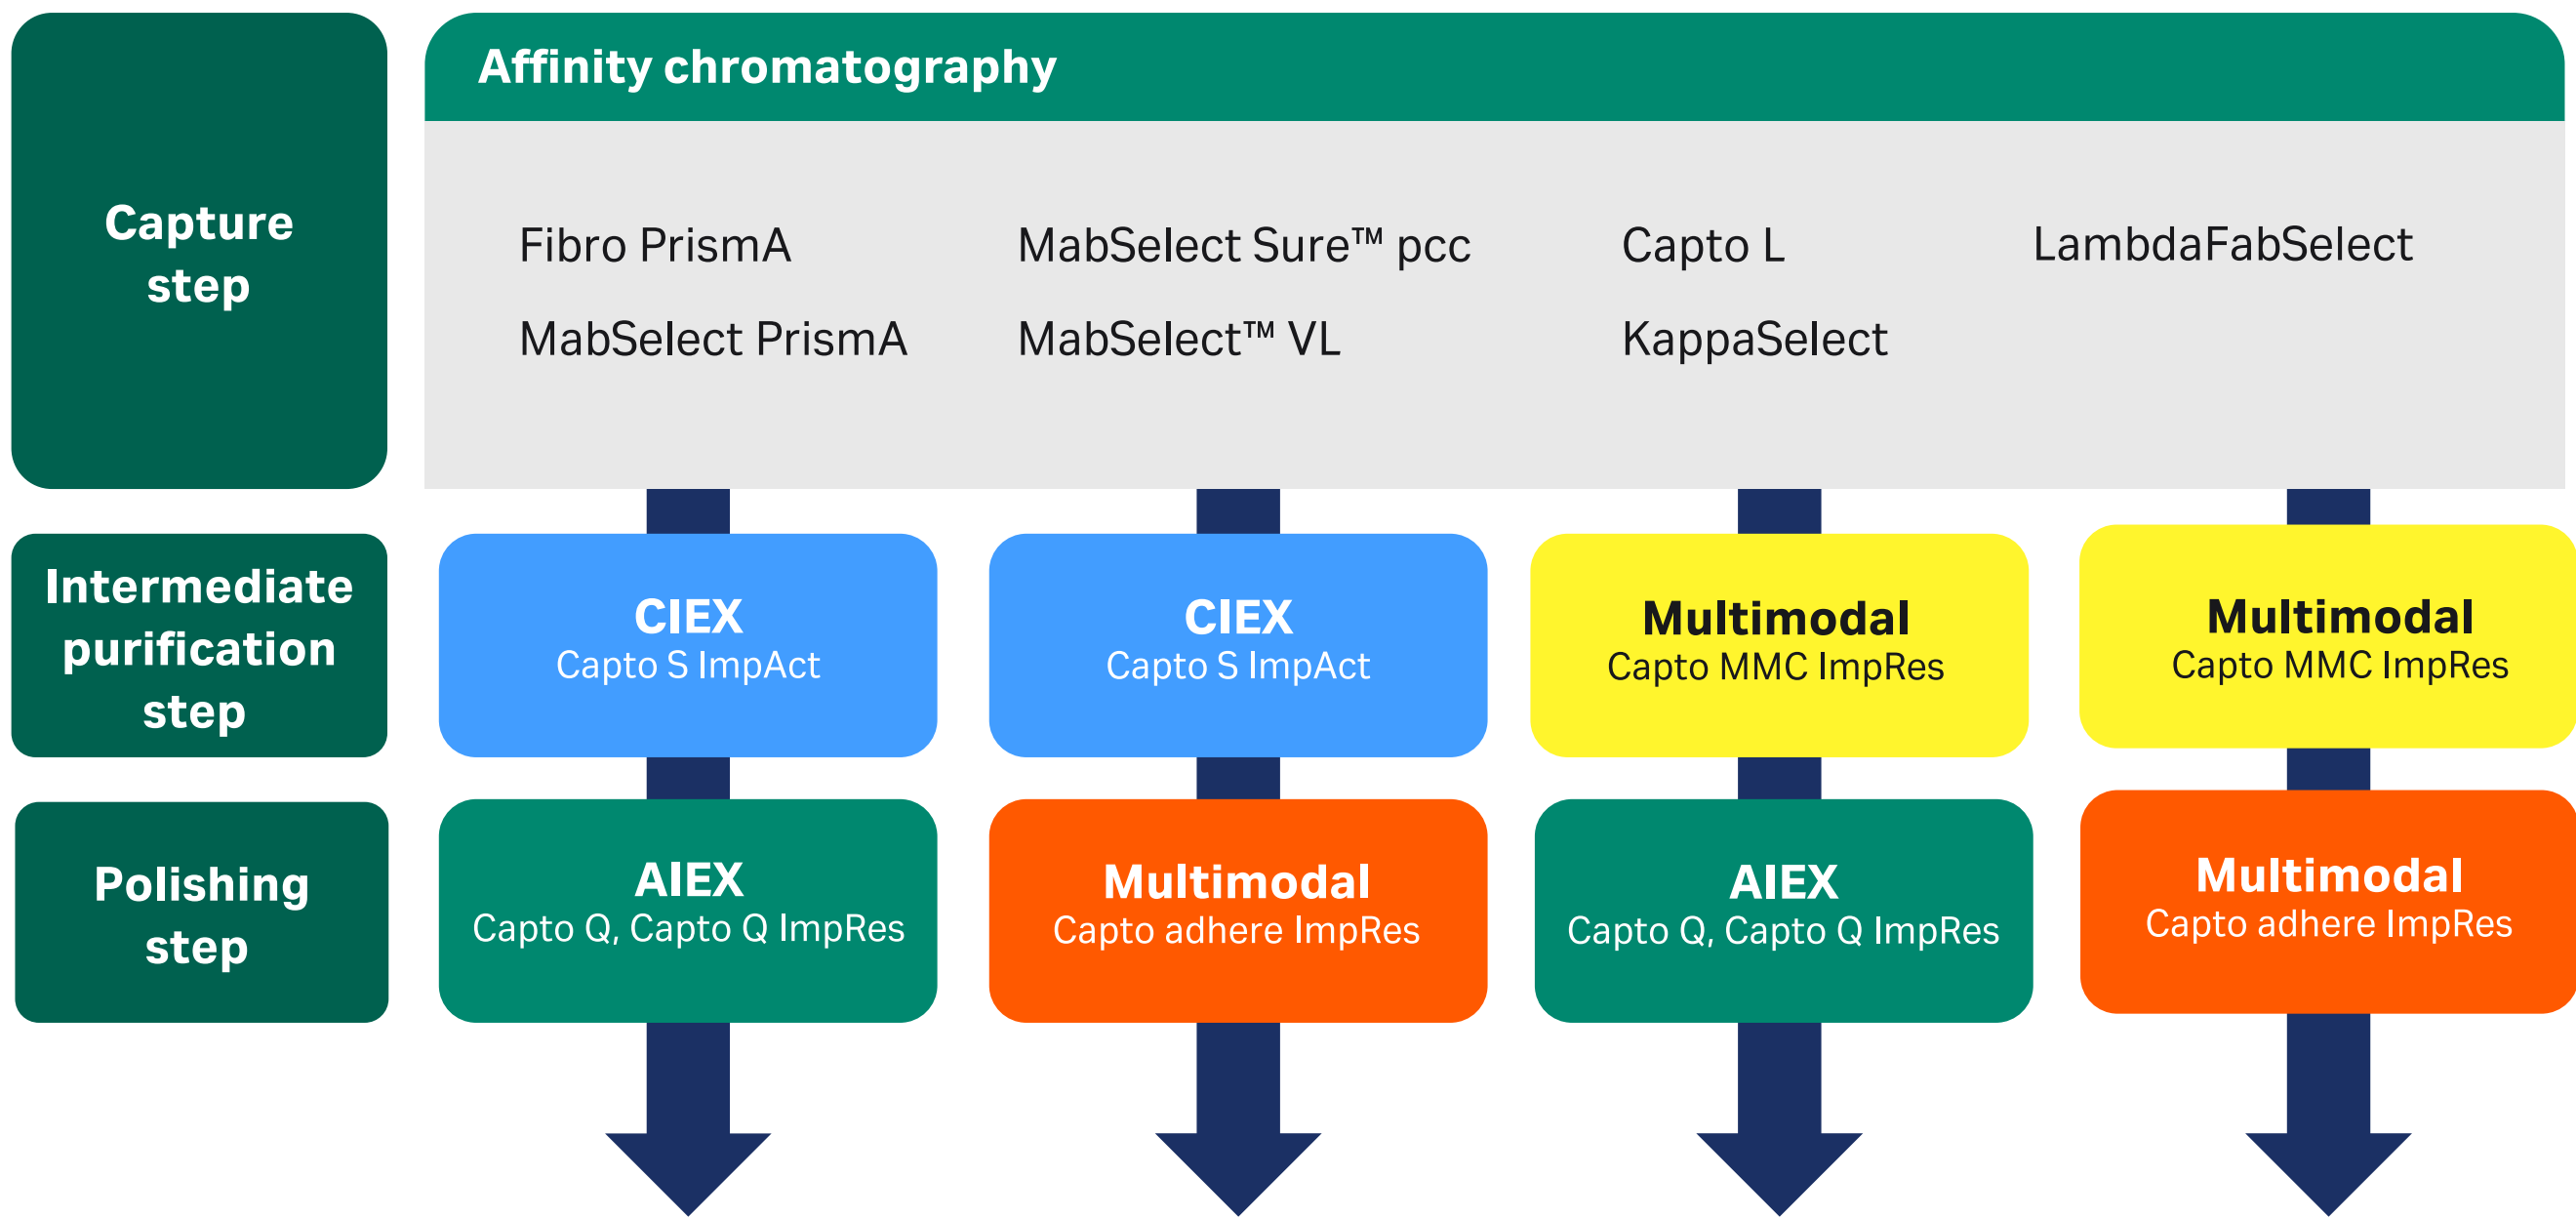 Capture
step
Affinity chromatography
Fibro PrismA
MabSelect PrismA
MabSelect Sure™ pcc
MabSelect™ VL
Capto L
KappaSelect
LambdaFabSelect
Intermediate
purification
step
CIEX
Capto S ImpAct
CIEX
Capto S ImpAct
Multimodal
Capto MMC ImpRes
Multimodal
Capto MMC ImpRes
Polishing
step
AIEX
Capto Q, Capto Q ImpRes
Multimodal
Capto adhere ImpRes
AIEX
Capto Q, Capto Q ImpRes
Multimodal
Capto adhere ImpRes